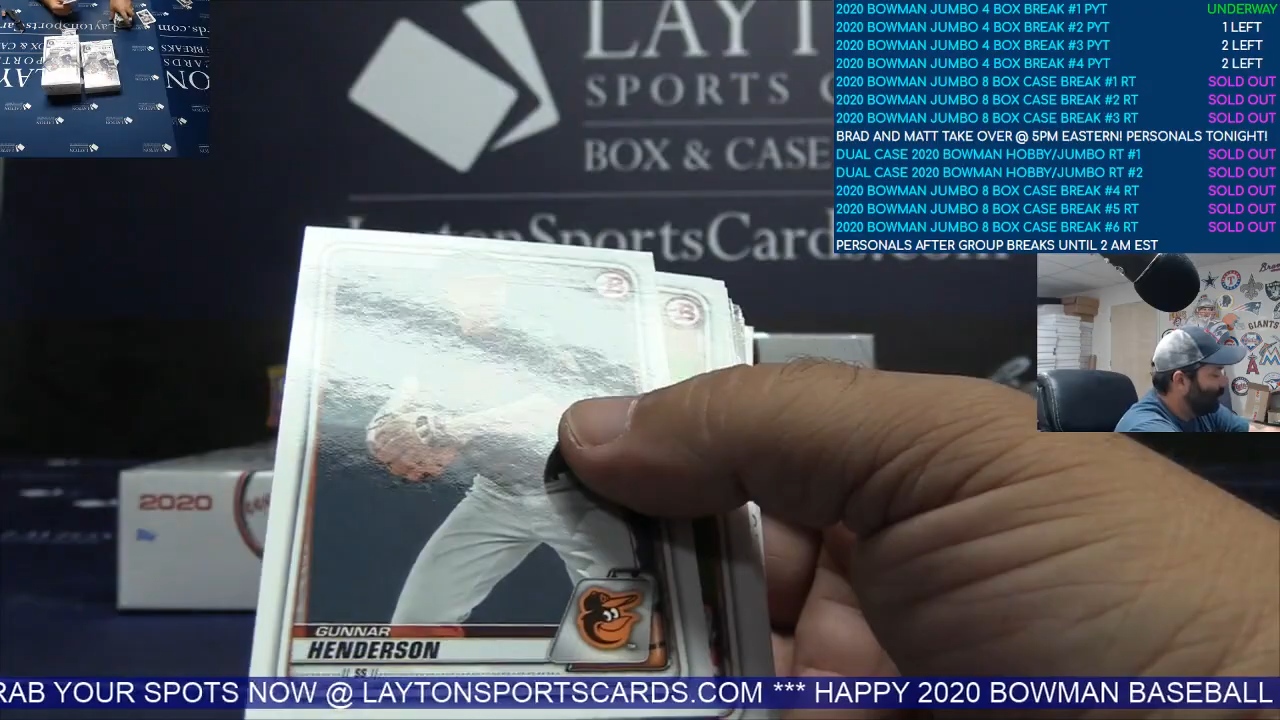 2020 BOWMAN JUMBO 4 BOX BREAK #1 PYT UNDERWAY
2020 BOWMAN JUMBO 4 BOX BREAK #2 PYT 1 LEFT
2020 BOWMAN JUMBO 4 BOX BREAK #3 PYT 2 LEFT
2020 BOWMAN JUMBO 4 BOX BREAK #4 PYT 2 LEFT
2020 BOWMAN JUMBO 8 BOX CASE BREAK #1 RT SOLD OUT
2020 BOWMAN JUMBO 8 BOX CASE BREAK #2 RT SOLD OUT
2020 BOWMAN JUMBO 8 BOX CASE BREAK #3 RT SOLD OUT
BRAD AND MATT TAKE OVER @ 5PM EASTERN! PERSONALS TONIGHT!
DUAL CASE 2020 BOWMAN HOBBY/JUMBO RT #1 SOLD OUT
DUAL CASE 2020 BOWMAN HOBBY/JUMBO RT #2 SOLD OUT
2020 BOWMAN JUMBO 8 BOX CASE BREAK #4 RT SOLD OUT
2020 BOWMAN JUMBO 8 BOX CASE BREAK #5 RT SOLD OUT
2020 BOWMAN JUMBO 8 BOX CASE BREAK #6 RT SOLD OUT
PERSONALS AFTER GROUP BREAKS UNTIL 2 AM EST
LAYT
SPORTS C
BOX & CASE
LaytonSportsCards.com
B
B
GIANTS
2020
GUNNAR
HENDERSON
SS
RAB YOUR SPOTS NOW @ LAYTONSPORTSCARDS.COM *** HAPPY 2020 BOWMAN BASEBALL